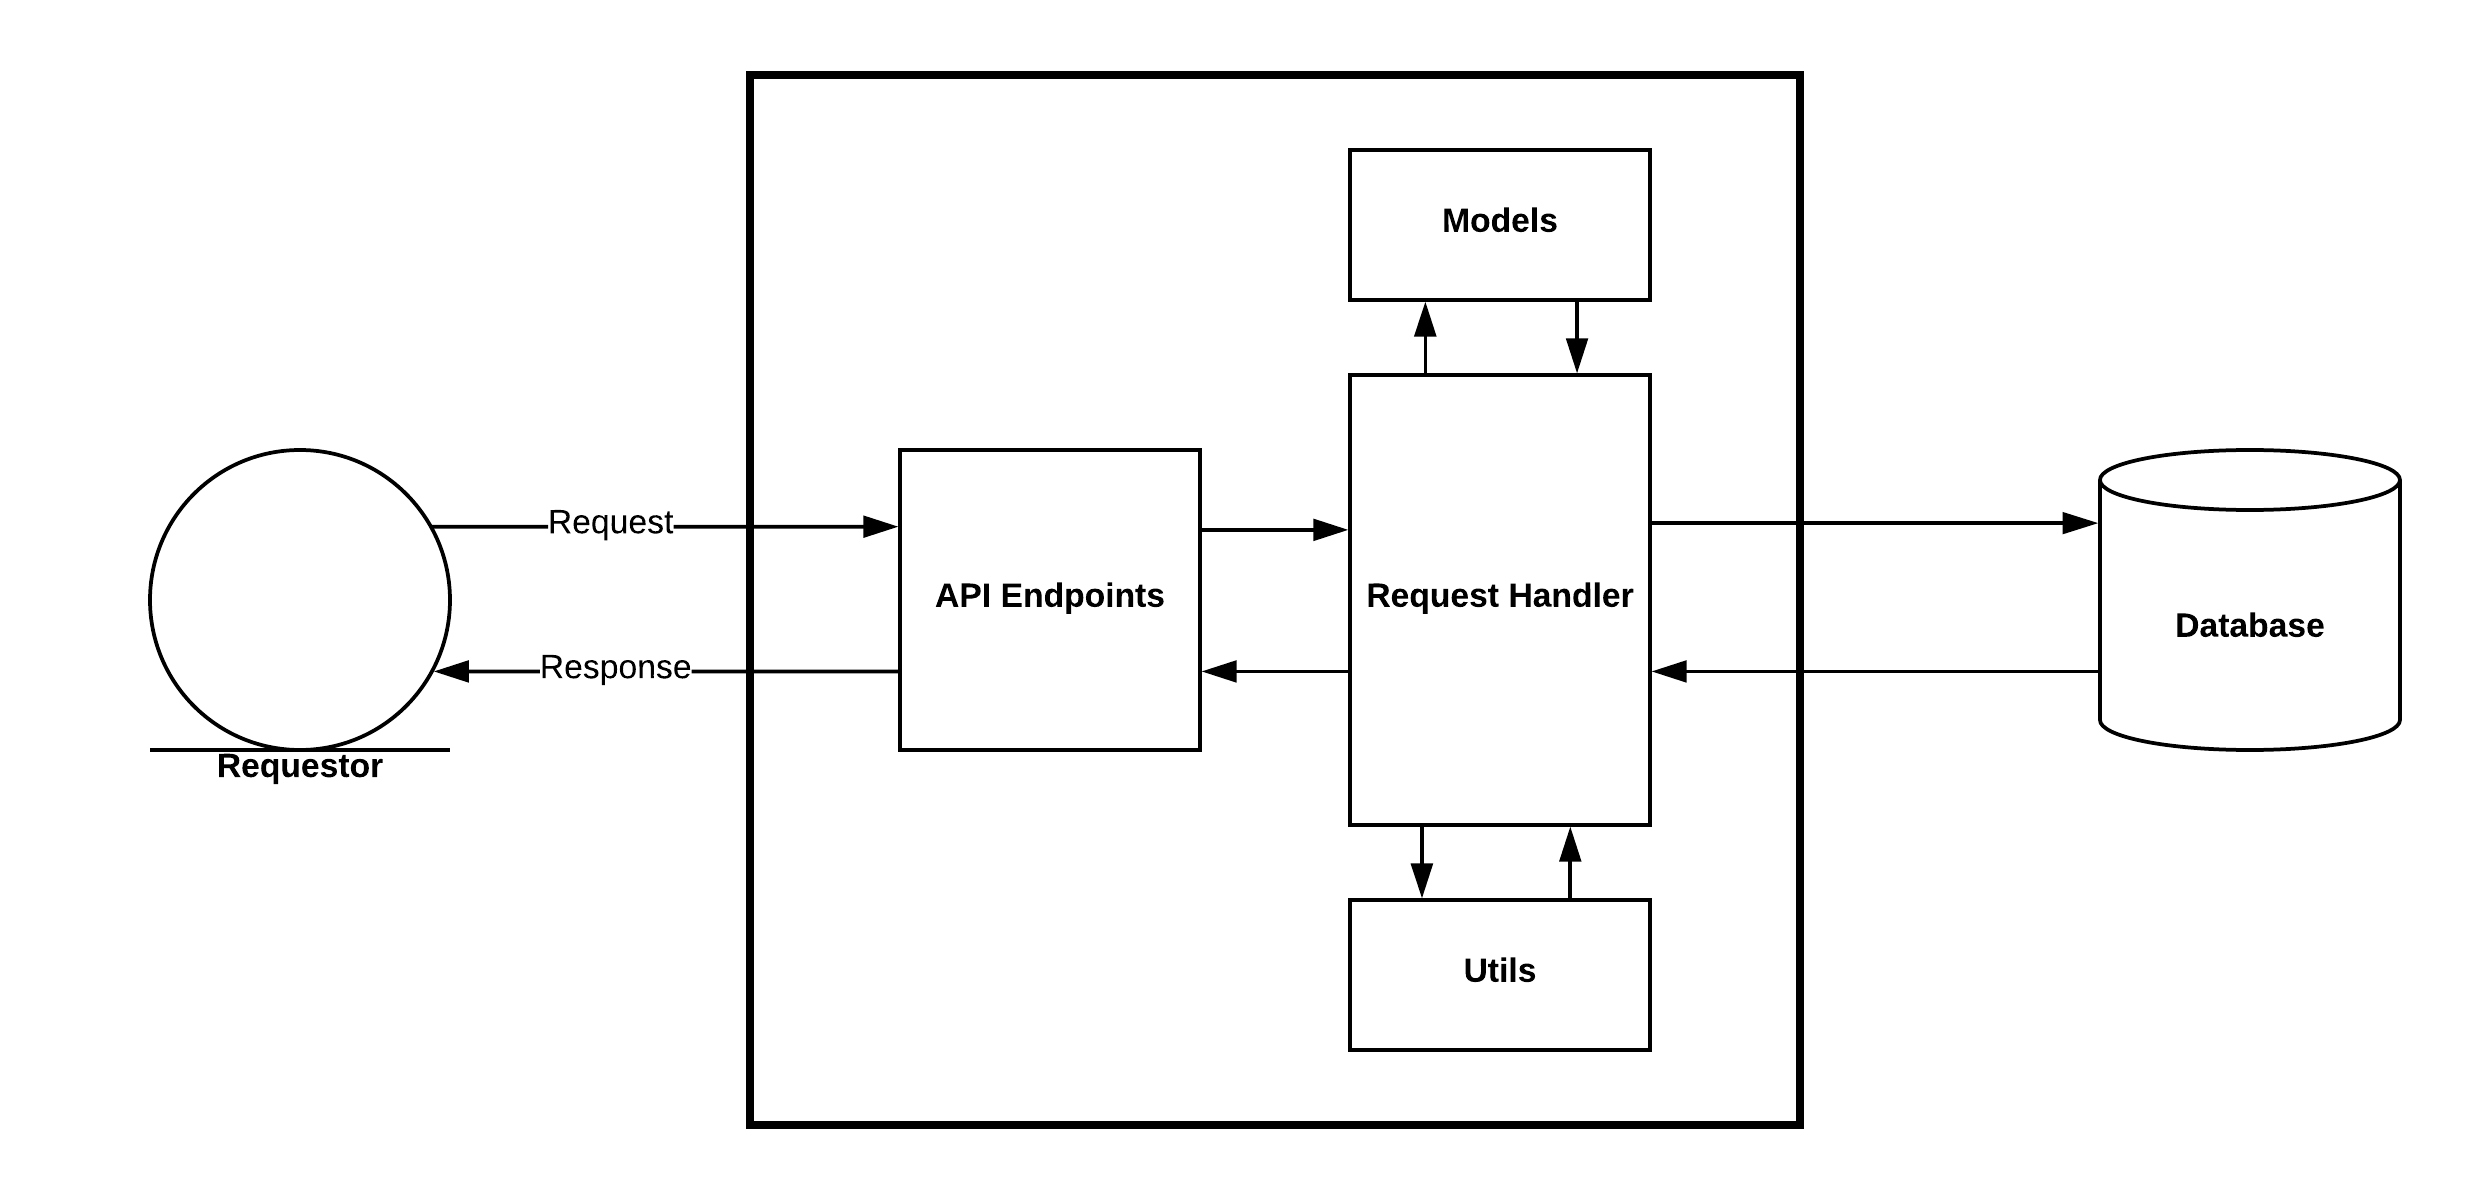 Models
Request
API Endpoints
Request Handler
Database
Response
Requestor
Utils